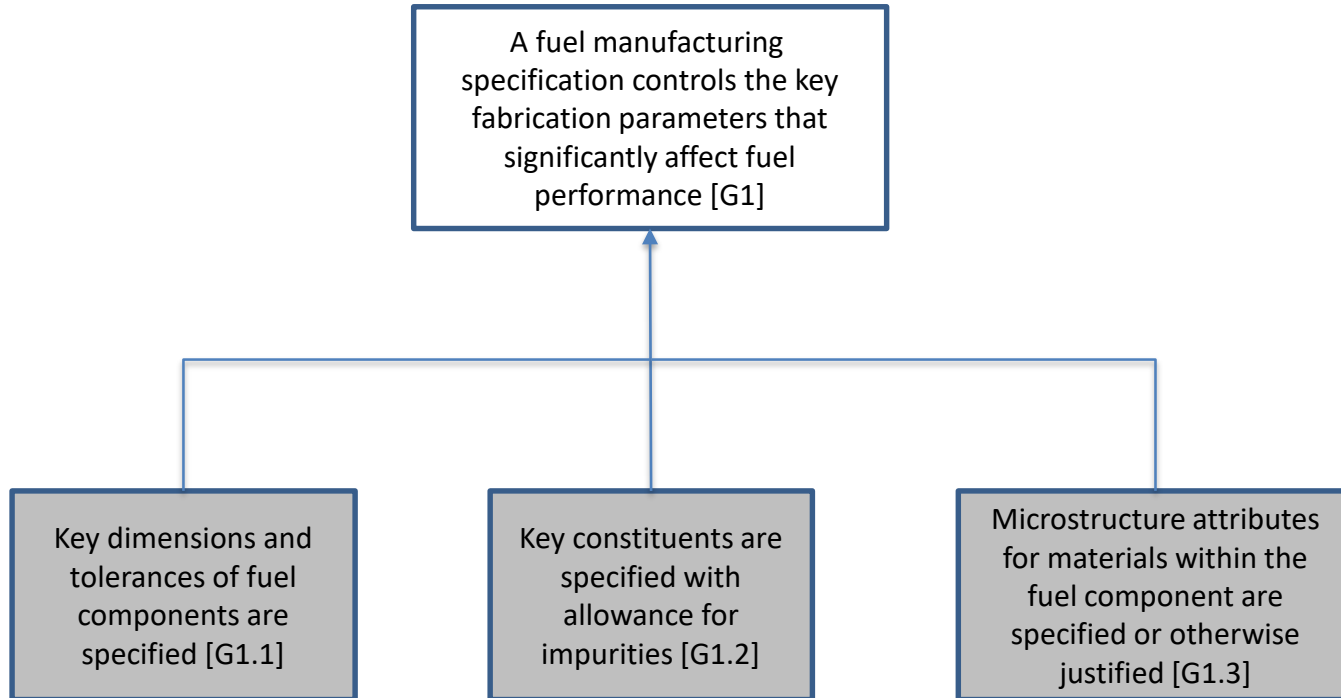 A fuel manufacturing
specification controls the key
fabrication parameters that
significantly affect fuel
performance [G1]
Key dimensions and
tolerances of fuel
components are
specified [G1.1]
Key constituents are
specified with
allowance for
impurities [G1.2]
Microstructure attributes
for materials within the
fuel component are
specified or otherwise
justified [G1.3]